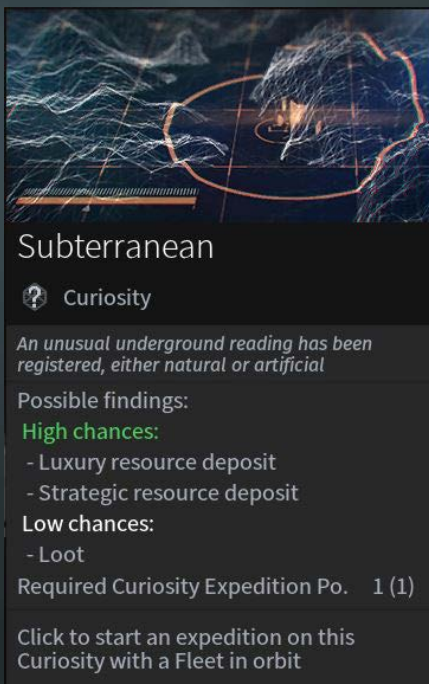 Subterranean
Curiosity
An unusual underground reading has been
registered, either natural or artificial
Possible findings:
High chances:
- Luxury resource deposit
- Strategic resource deposit
Low chances:
- Loot
Required Curiosity Expedition Po. 1 (1)
Click to start an expedition on this
Curiosity with a Fleet in orbit